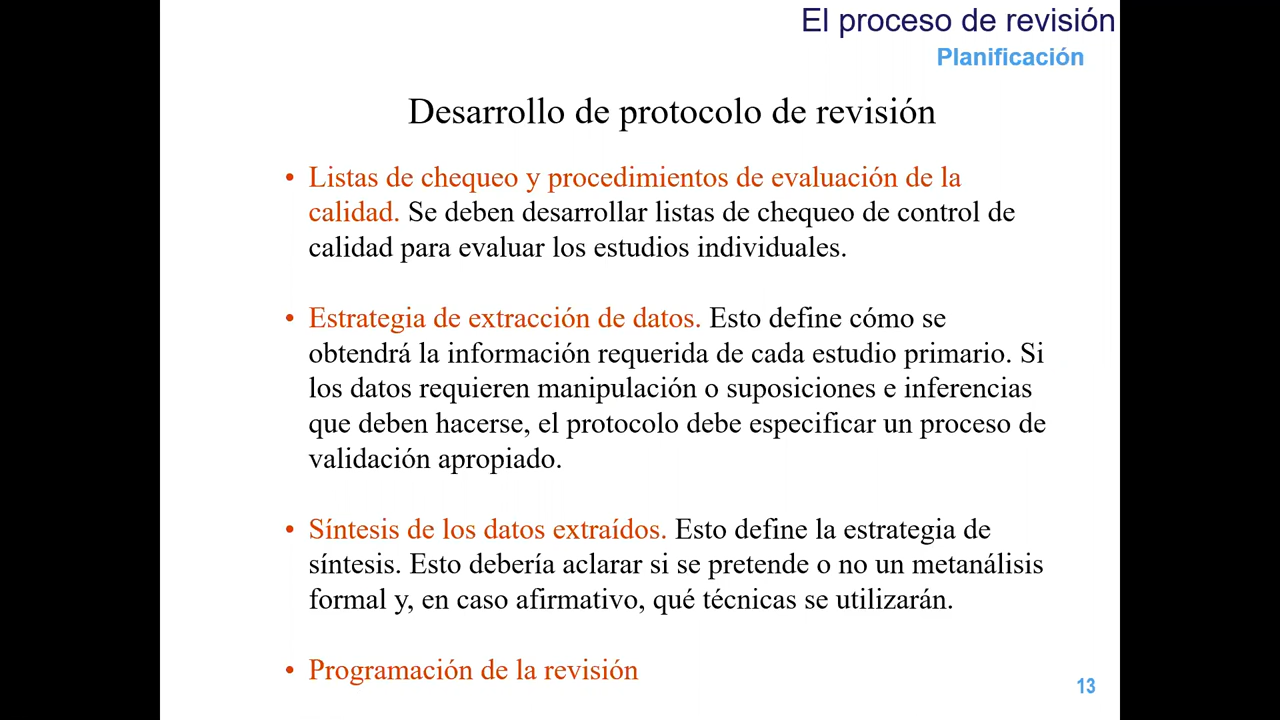 El proceso de revisión
Planificación
Desarrollo de protocolo de revisión
• Listas de chequeo y procedimientos de evaluación de la
calidad. Se deben desarrollar listas de chequeo de control de
calidad para evaluar los estudios individuales.
• Estrategia de extracción de datos. Esto define cómo se
obtendrá la información requerida de cada estudio primario. Si
los datos requieren manipulación o suposiciones e inferencias
que deben hacerse, el protocolo debe especificar un proceso de
validación apropiado.
• Síntesis de los datos extraídos. Esto define la estrategia de
síntesis. Esto debería aclarar si se pretende o no un metanálisis
formal y, en caso afirmativo, qué técnicas se utilizarán.
• Programación de la revisión
13